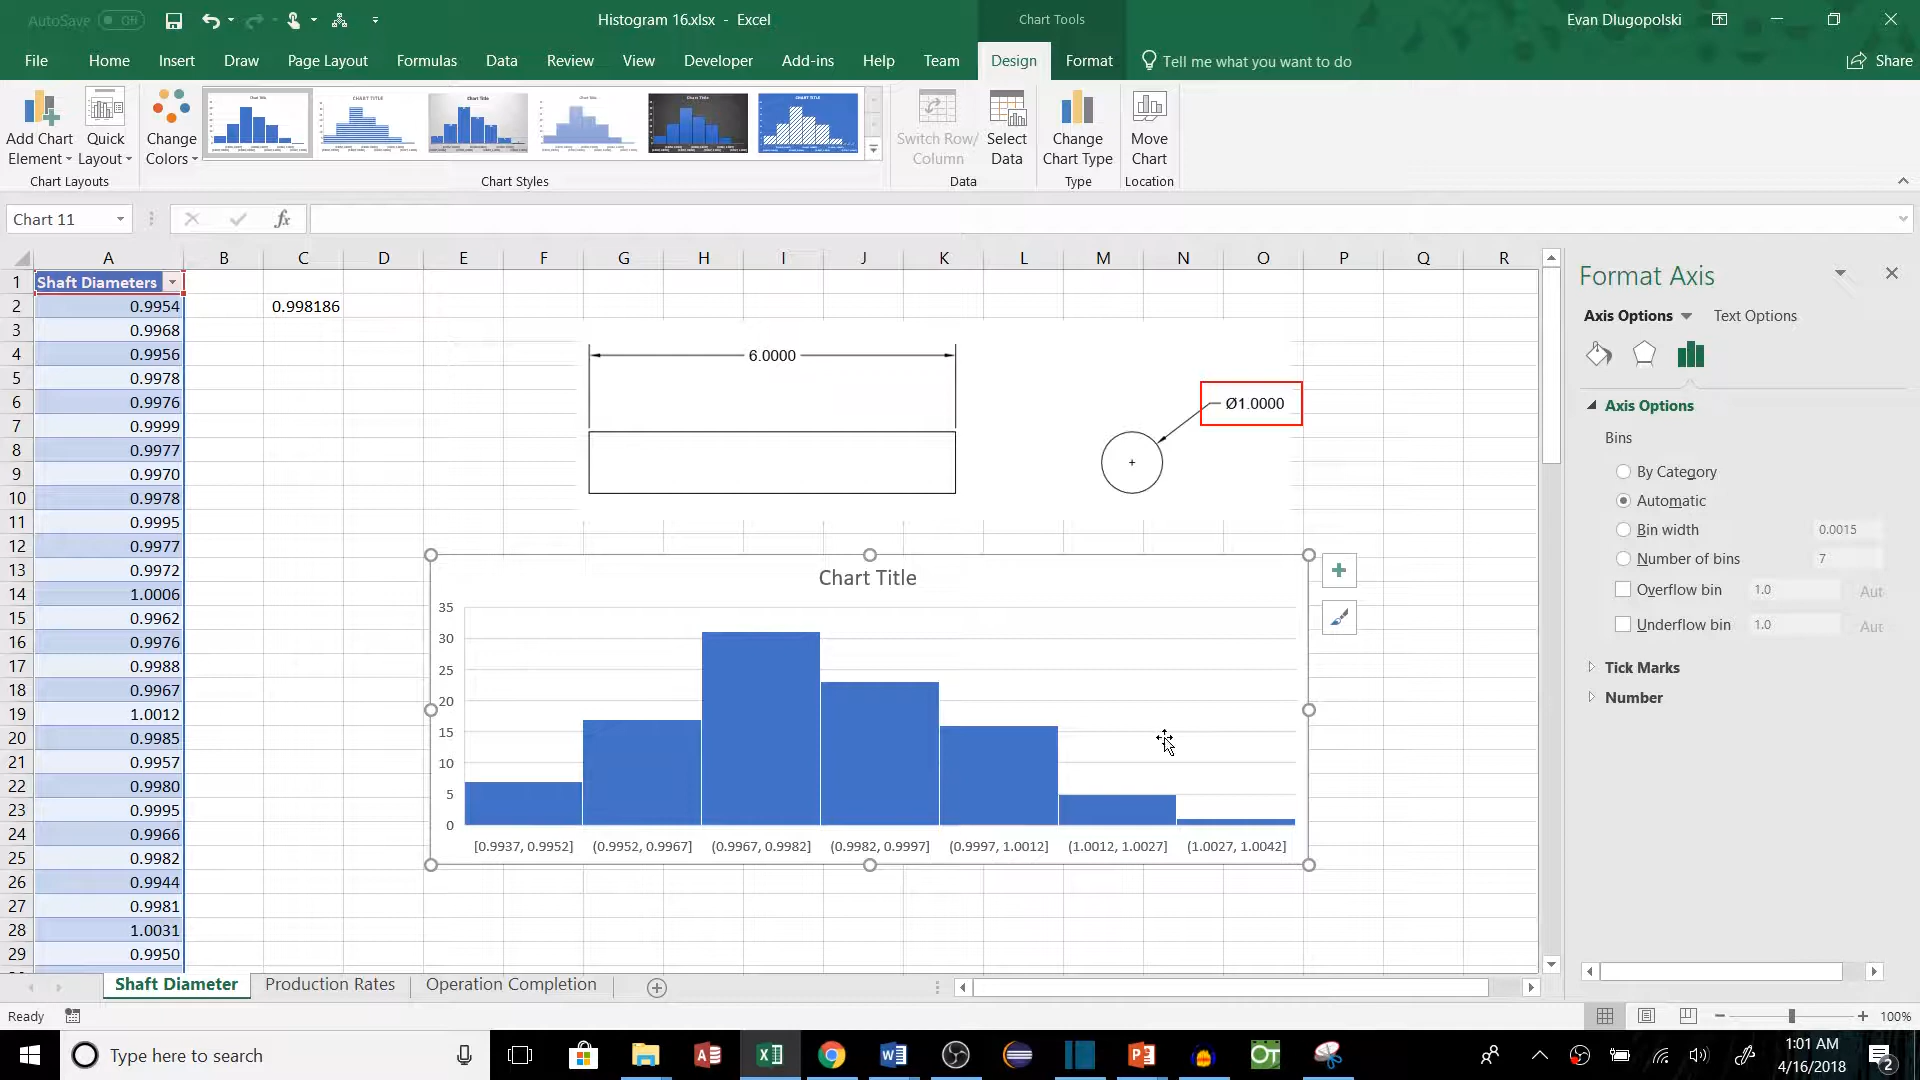 AutoSave Off Histogram 16.xlsx - Excel Chart Tools Evan Dlugopolski
File Home Insert Draw Page Layout Formulas Data Review View Developer Add-ins Help Team Design Format Tell me what you want to do Share
Add Chart Element Quick Layout Change Colors Switch Row/ Column Select Data Change Chart Type Move Chart
Chart Layouts Chart Styles Data Type Location
Chart 11 fx
A B C D E F G H I J K L M N O P Q R
1 Shaft Diameters
2 0.9954 0.998186
3 0.9968
4 0.9956
5 0.9978
6 0.9976
7 0.9999
8 0.9977
9 0.9970
10 0.9978
11 0.9995
12 0.9977
13 0.9972
14 1.0006
15 0.9962
16 0.9976
17 0.9988
18 0.9967
19 1.0012
20 0.9985
21 0.9957
22 0.9980
23 0.9995
24 0.9966
25 0.9982
26 0.9944
27 0.9981
28 1.0031
29 0.9950
6.0000
Ø1.0000
Chart Title
35
30
25
20
15
10
5
0
[0.9937, 0.9952] (0.9952, 0.9967] (0.9967, 0.9982] (0.9982, 0.9997] (0.9997, 1.0012] (1.0012, 1.0027] (1.0027, 1.0042]
Format Axis
Axis Options Text Options
Axis Options
Bins
By Category
Automatic
Bin width 0.0015
Number of bins 7
Overflow bin 1.0 Aut
Underflow bin 1.0 Aut
Tick Marks
Number
Shaft Diameter Production Rates Operation Completion
Ready 100%
Type here to search
1:01 AM
4/16/2018
2